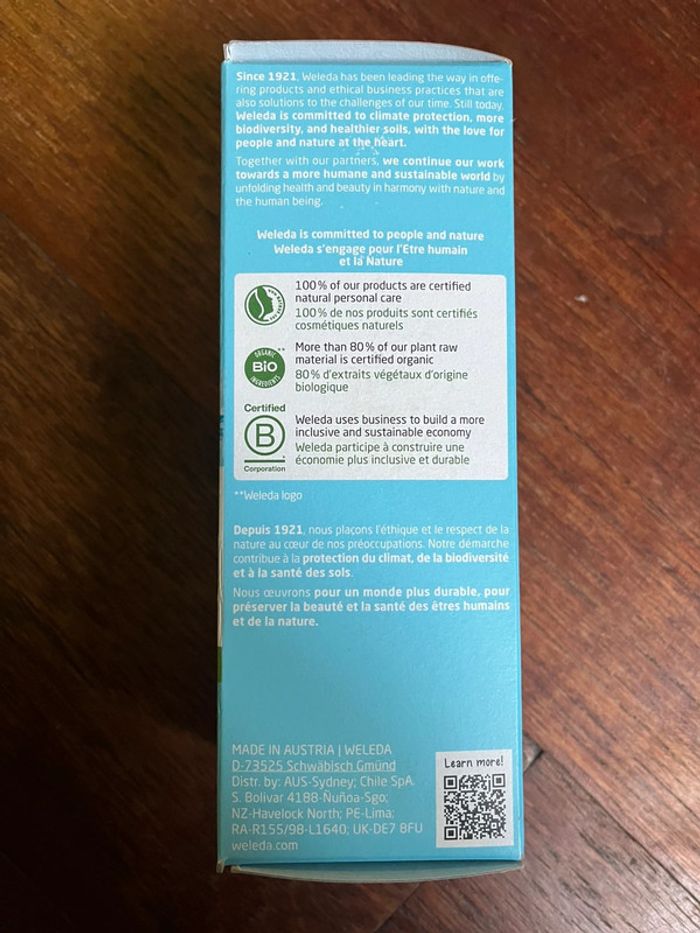 Since 1921, Weleda has been leading the way in offe-
ring products and ethical business practices that are
also solutions to the challenges of our time. Still today,
Weleda is committed to climate protection, more
biodiversity, and healthier soils, with the love for
people and nature at the heart.
Together with our partners, we continue our work
towards a more humane and sustainable world by
unfolding health and beauty in harmony with nature and
the human being.
Weleda is committed to people and nature
Weleda s'engage pour l'Etre humain
et la Nature
100% of our products are certified
natural personal care
100% de nos produits sont certifiés
cosmétiques naturels
ORGANIC
BIO
INGREDIENTS
**
More than 80% of our plant raw
material is certified organic
80% d'extraits végétaux d'origine
biologique
Certified
B
Corporation
Weleda uses business to build a more
inclusive and sustainable economy
Weleda participe à construire une
économie plus inclusive et durable
**Weleda logo
Depuis 1921, nous plaçons l'éthique et le respect de la
nature au cœur de nos préoccupations. Notre démarche
contribue à la protection du climat, de la biodiversité
et à la santé des sols.
Nous œuvrons pour un monde plus durable, pour
préserver la beauté et la santé des êtres humains
et de la nature.
MADE IN AUSTRIA | WELEDA
D-73525 Schwäbisch Gmünd
Distr. by: AUS-Sydney; Chile SpA.
S. Bolivar 4188-Ñuñoa-Sgo;
NZ-Havelock North; PE-Lima;
RA-R155/98-L1640; UK-DE7 8FU
weleda.com
Learn more!